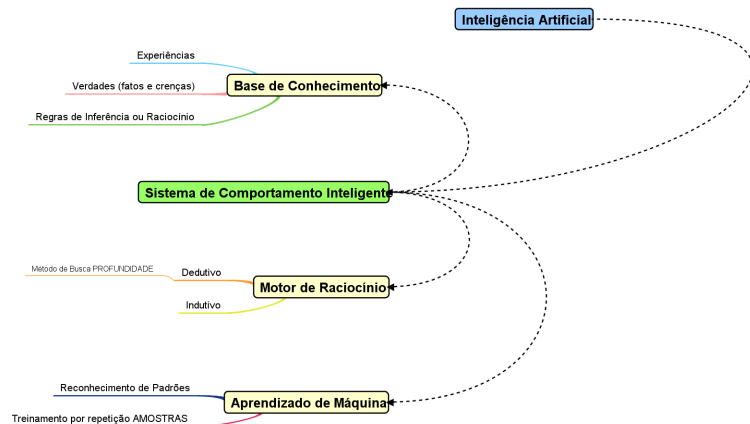 Inteligência Artificial
Experiências
Base de Conhecimento
Verdades (fatos e crenças)
Regras de Inferência ou Raciocínio
Sistema de Comportamento Inteligente
Método de Busca PROFUNDIDADE
Dedutivo
Motor de Raciocínio
Indutivo
Reconhecimento de Padrões
Aprendizado de Máquina
Treinamento por repetição AMOSTRAS